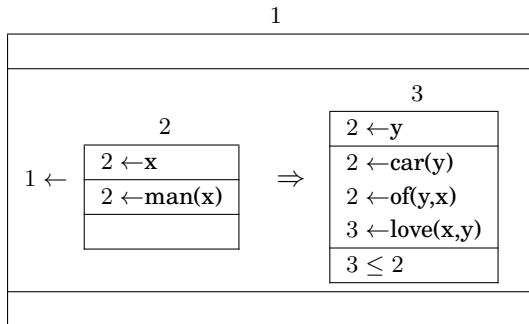 1
3
2
2 ←y
2 ←x
2 ←car(y)
1 ← 2 ←man(x) ⇒ 2 ←of(y,x)
3 ←love(x,y)
3 ≤ 2